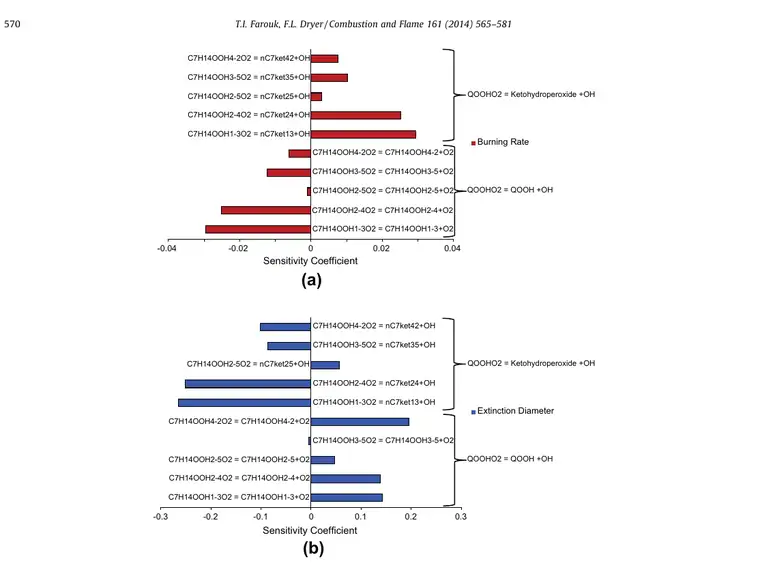 570
T.I. Farouk, F.L. Dryer / Combustion and Flame 161 (2014) 565–581
C7H14OOH4-2O2 = nC7ket42+OH
C7H14OOH3-5O2 = nC7ket35+OH
C7H14OOH2-5O2 = nC7ket25+OH
QOOHO2 = Ketohydroperoxide +OH
C7H14OOH2-4O2 = nC7ket24+OH
C7H14OOH1-3O2 = nC7ket13+OH
Burning Rate
C7H14OOH4-2O2 = C7H14OOH4-2+O2
C7H14OOH3-5O2 = C7H14OOH3-5+O2
C7H14OOH2-5O2 = C7H14OOH2-5+O2
QOOHO2 = QOOH +OH
C7H14OOH2-4O2 = C7H14OOH2-4+O2
C7H14OOH1-3O2 = C7H14OOH1-3+O2
-0.04 -0.02 0 0.02 0.04
Sensitivity Coefficient
(a)
C7H14OOH4-2O2 = nC7ket42+OH
C7H14OOH3-5O2 = nC7ket35+OH
C7H14OOH2-5O2 = nC7ket25+OH
QOOHO2 = Ketohydroperoxide +OH
C7H14OOH2-4O2 = nC7ket24+OH
C7H14OOH1-3O2 = nC7ket13+OH
Extinction Diameter
C7H14OOH4-2O2 = C7H14OOH4-2+O2
C7H14OOH3-5O2 = C7H14OOH3-5+O2
C7H14OOH2-5O2 = C7H14OOH2-5+O2
QOOHO2 = QOOH +OH
C7H14OOH2-4O2 = C7H14OOH2-4+O2
C7H14OOH1-3O2 = C7H14OOH1-3+O2
-0.3 -0.2 -0.1 0 0.1 0.2 0.3
Sensitivity Coefficient
(b)